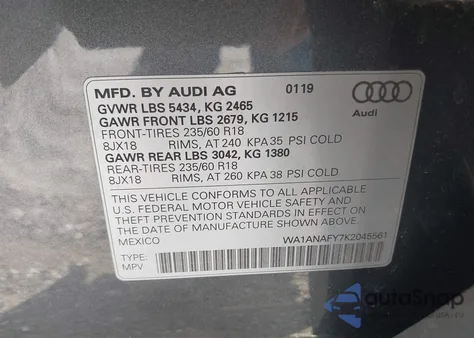 MFD. BY AUDI AG 0119
GVWR LBS 5434, KG 2465
GAWR FRONT LBS 2679, KG 1215 Audi
FRONT-TIRES 235/60 R18
8JX18 RIMS, AT 240 KPA 35 PSI COLD
GAWR REAR LBS 3042, KG 1380
REAR-TIRES 235/60 R18
8JX18 RIMS, AT 260 KPA 38 PSI COLD
THIS VEHICLE CONFORMS TO ALL APPLICABLE
U.S. FEDERAL MOTOR VEHICLE SAFETY AND
THEFT PREVENTION STANDARDS IN EFFECT ON
THE DATE OF MANUFACTURE SHOWN ABOVE.
MEXICO WA1ANAFY7K2045561
TYPE:
MPV
autoSnap